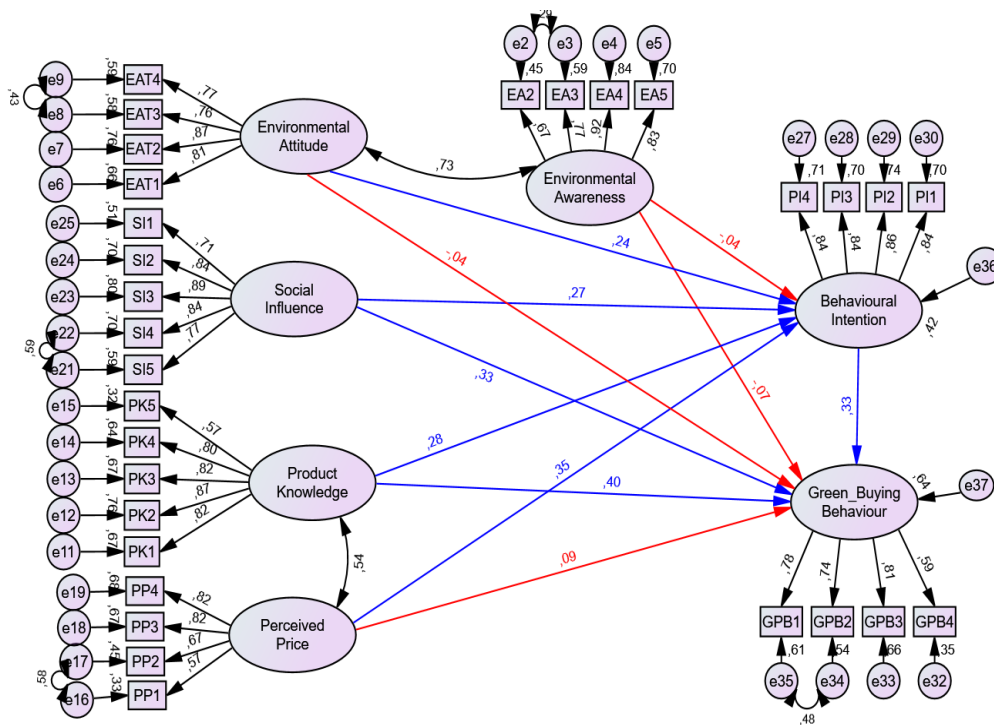 ,29
e2
e3
e4
e5
,45
,59
,84
,70
EA2
EA3
EA4
EA5
,67
,77
,92
,83
Environmental
Awareness
e9
,59
EAT4
,77
,43
e8
,58
EAT3
,76
e7
,76
EAT2
,87
e6
,66
EAT1
,81
Environmental
Attitude
,73
e27
e28
e29
e30
,71
,70
,74
,70
PI4
PI3
PI2
PI1
,84
,84
,86
,84
Behavioural
Intention
e36
,42
e25
,51
SI1
,71
e24
,70
SI2
,84
e23
,80
SI3
,89
e22
,70
SI4
,84
,59
e21
,59
SI5
,77
Social
Influence
,24
-,04
-,04
,27
,33
-,07
,33
e15
,32
PK5
,57
e14
,64
PK4
,80
e13
,67
PK3
,82
e12
,76
PK2
,87
e11
,67
PK1
,82
Product
Knowledge
,28
,35
,40
,54
,09
e19
,68
PP4
,82
e18
,67
PP3
,82
e17
,45
PP2
,67
,58
e16
,33
PP1
,57
Perceived
Price
Green_Buying
Behaviour
,64
e37
,78
,74
,81
,59
GPB1
GPB2
GPB3
GPB4
,61
,54
,66
,35
e35
e34
e33
e32
,48